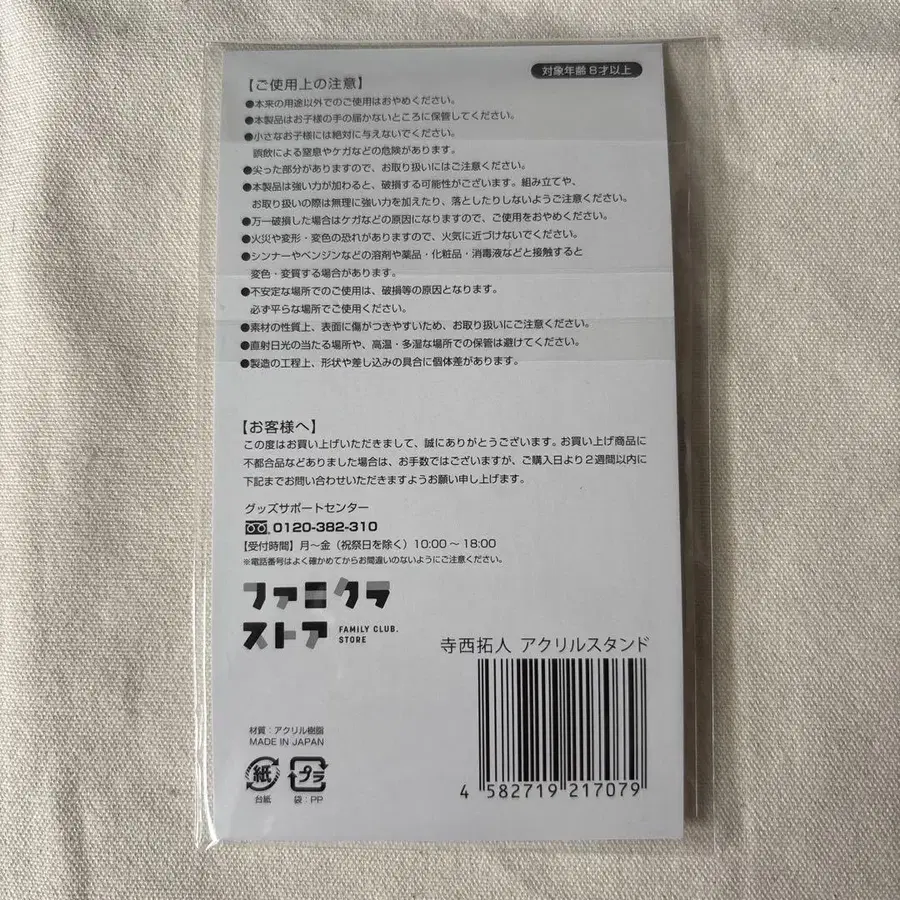 対象年齢8才以上
【ご使用上の注意】
●本来の用途以外でのご使用はおやめください。
●本製品はお子様の手の届かないところに保管してください。
●小さなお子様には絶対に与えないでください。
誤飲による窒息やケガなどの危険があります。
●尖った部分がありますので、お取り扱いにはご注意ください。
●本製品は強い力が加わると、破損する可能性がございます。組み立てや、
お取り扱いの際は無理に強い力を加えたり、落としたりしないようご注意ください。
●万一破損した場合はケガなどの原因になりますので、ご使用をおやめください。
●火災や変形・変色の恐れがありますので、火気に近づけないでください。
●シンナーやベンジンなどの溶剤や薬品・化粧品・消毒液などと接触すると
変色・変質する場合があります。
●不安定な場所でのご使用は、破損等の原因となります。
必ず平らな場所でご使用ください。
●素材の性質上、表面に傷がつきやすいため、お取り扱いにご注意ください。
●直射日光の当たる場所や、高温・多湿な場所での保管は避けてください。
●製造の工程上、形状や差し込みの具合に個体差があります。
【お客様へ】
この度はお買い上げいただきまして、誠にありがとうございます。お買い上げ商品に
不都合品などありました場合は、お手数ではございますが、ご購入日より2週間以内に
下記までお問い合わせいただきますようお願い申し上げます。
グッズサポートセンター
0120-382-310
【受付時間】月〜金（祝祭日を除く）10:00〜18:00
※電話番号はよく確かめてからお間違いのないようにご注意ください。
ファミクラ
ストア
FAMILY CLUB.
STORE
寺西拓人 アクリルスタンド
材質：アクリル樹脂
MADE IN JAPAN
紙
プラ
台紙
袋：PP
4 582719 217079